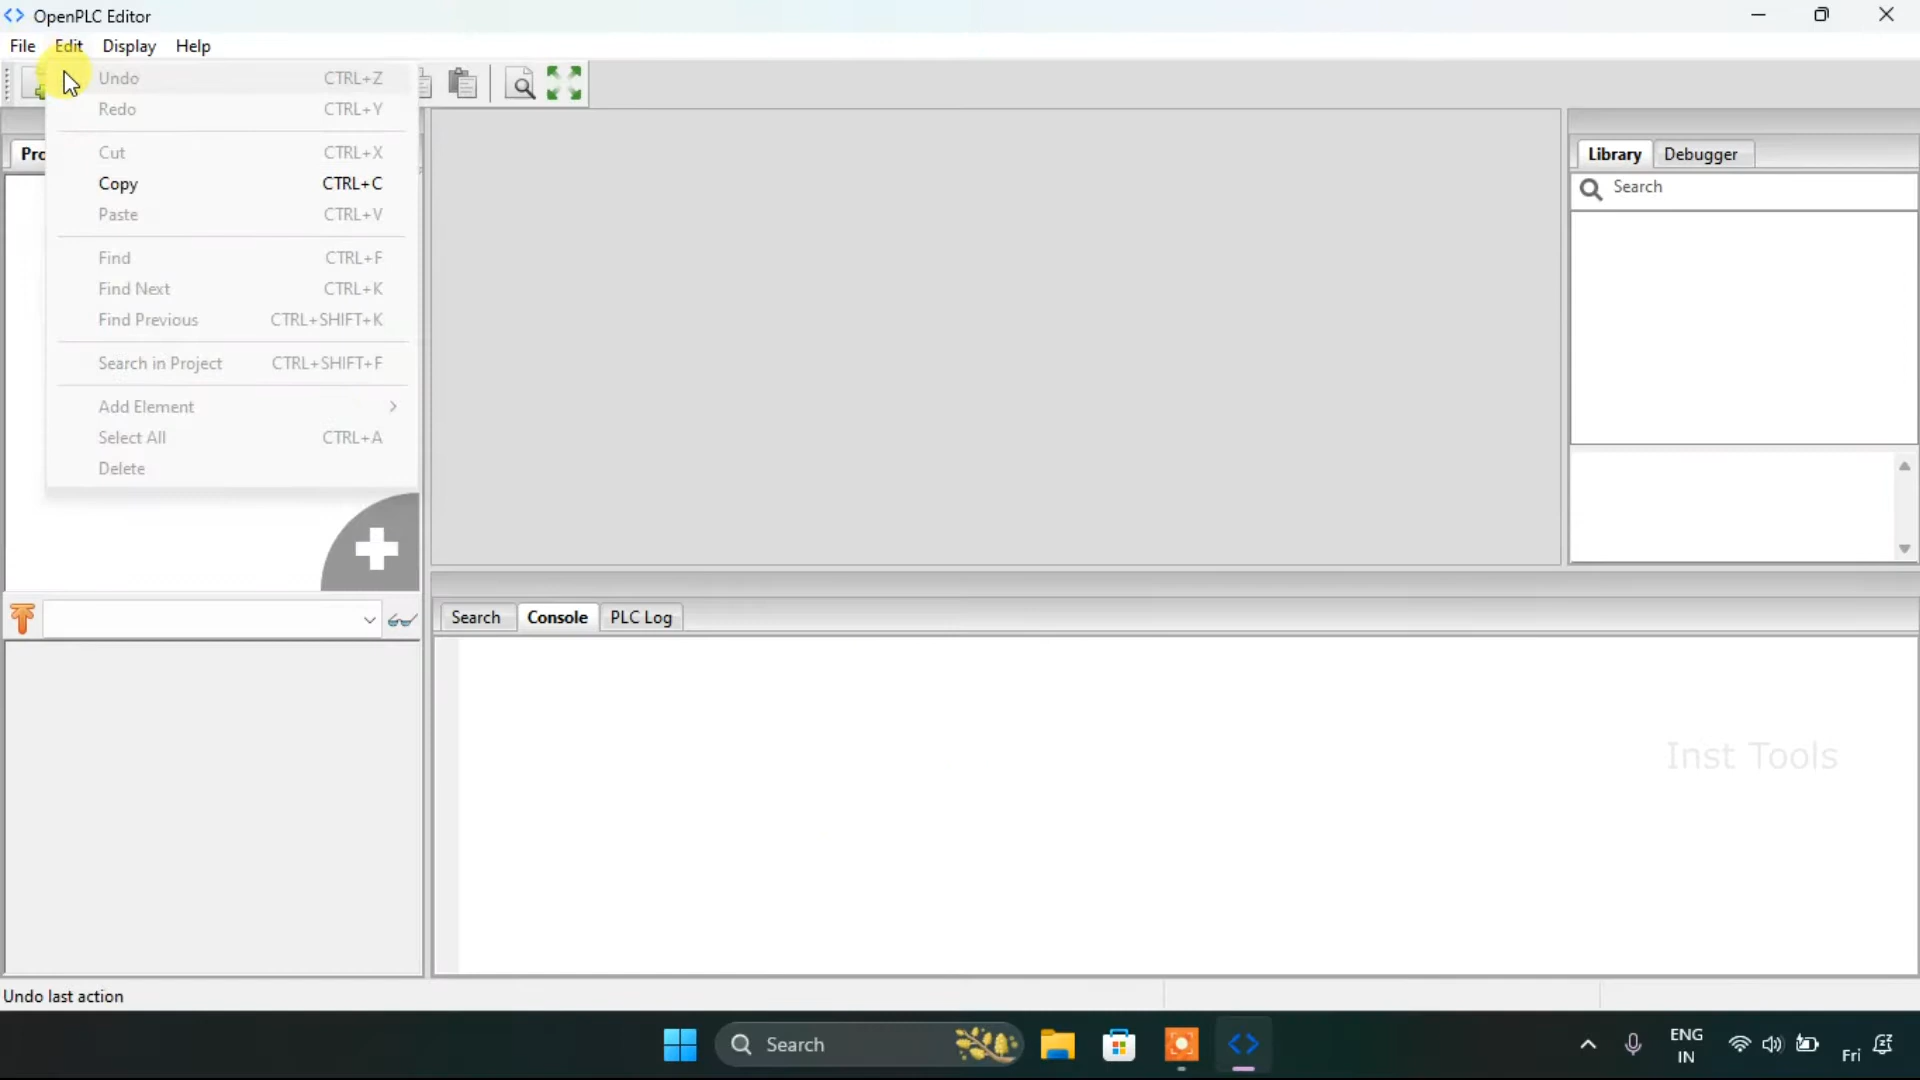 OpenPLC Editor
File Edit Display Help
Undo CTRL+Z
Redo CTRL+Y
Cut CTRL+X
Copy CTRL+C
Paste CTRL+V
Find CTRL+F
Find Next CTRL+K
Find Previous CTRL+SHIFT+K
Search in Project CTRL+SHIFT+F
Add Element
Select All CTRL+A
Delete
Library Debugger
Search
Search Console PLC Log
Inst Tools
Undo last action
Search
ENG
IN
Fri